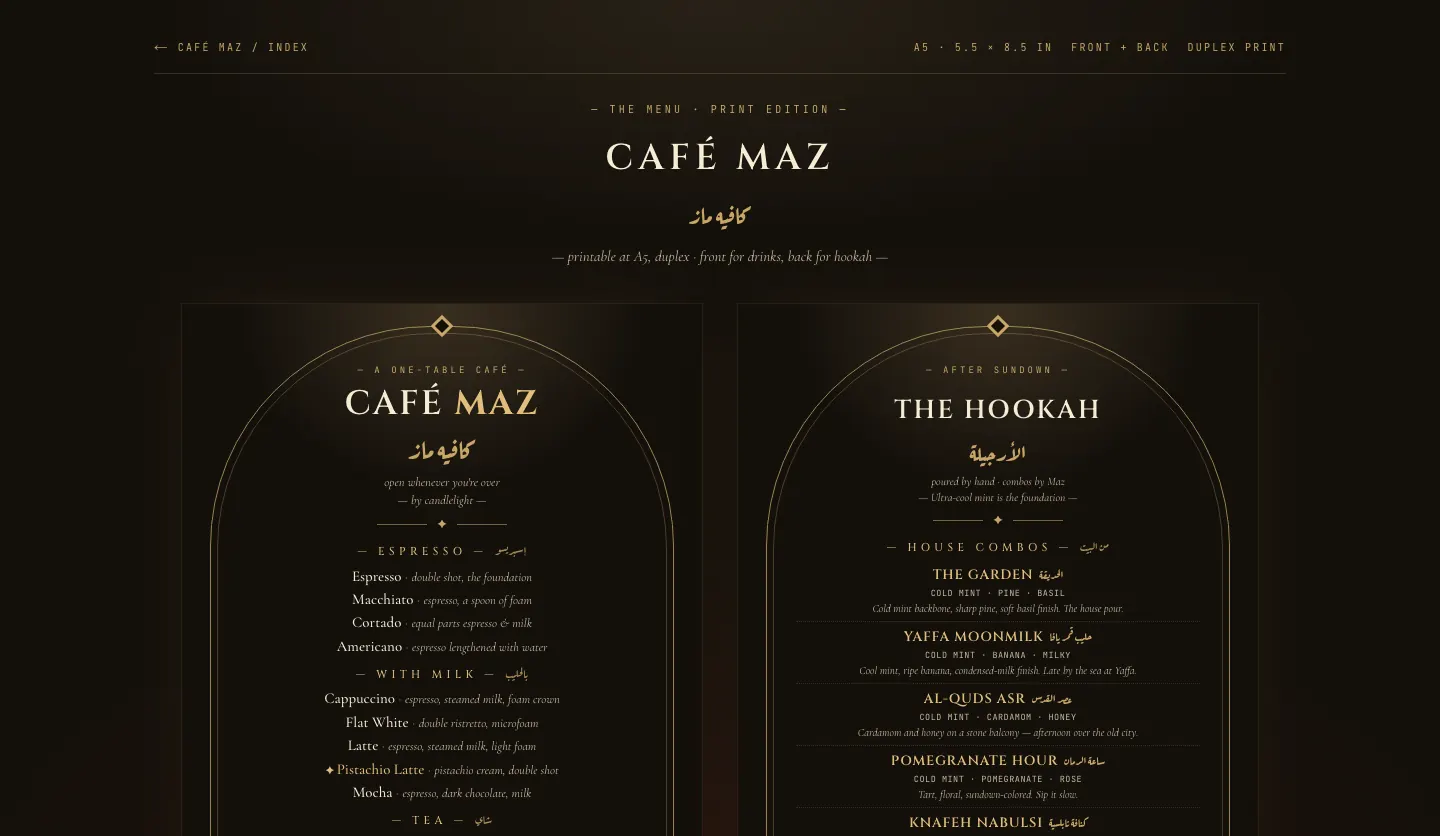 ← CAFÉ MAZ / INDEX
A5 · 5.5 × 8.5 IN FRONT + BACK DUPLEX PRINT
— THE MENU · PRINT EDITION —
CAFÉ MAZ
كافيه ماز
— printable at A5, duplex · front for drinks, back for hookah —
— A ONE-TABLE CAFÉ —
CAFÉ MAZ
كافيه ماز
open whenever you're over
— by candlelight —
— ESPRESSO — إسبريسو
Espresso · double shot, the foundation
Macchiato · espresso, a spoon of foam
Cortado · equal parts espresso & milk
Americano · espresso lengthened with water
— WITH MILK — بالحليب
Cappuccino · espresso, steamed milk, foam crown
Flat White · double ristretto, microfoam
Latte · espresso, steamed milk, light foam
✦ Pistachio Latte · pistachio cream, double shot
Mocha · espresso, dark chocolate, milk
— TEA — شاي
— AFTER SUNDOWN —
THE HOOKAH
الأرجيلة
poured by hand · combos by Maz
— Ultra-cool mint is the foundation —
— HOUSE COMBOS — من البيت
THE GARDEN الحديقة
COLD MINT · PINE · BASIL
Cold mint backbone, sharp pine, soft basil finish. The house pour.
YAFFA MOONMILK حليب قمر يافا
COLD MINT · BANANA · MILKY
Cool mint, ripe banana, condensed-milk finish. Late by the sea at Yaffa.
AL-QUDS ASR عصر القدس
COLD MINT · CARDAMOM · HONEY
Cardamom and honey on a stone balcony — afternoon over the old city.
POMEGRANATE HOUR ساعة الرمان
COLD MINT · POMEGRANATE · ROSE
Tart, floral, sundown-colored. Sip it slow.
KNAFEH NABULSI كنافة نابلسية